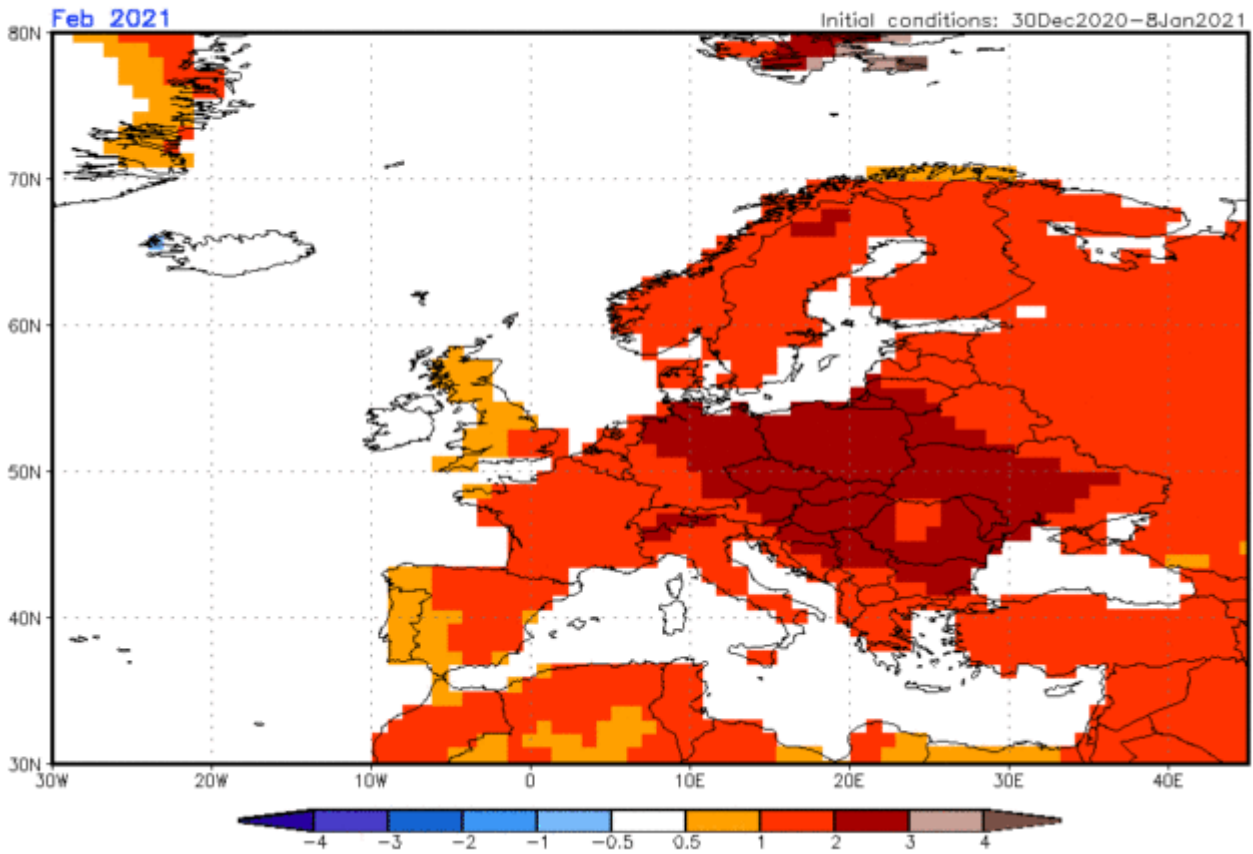 Feb 2021
Initial conditions: 30Dec2020-8Jan2021
80N
70N
60N
50N
40N
30N
30W 20W 10W 0 10E 20E 30E 40E
-4 -3 -2 -1 -0.5 0.5 1 2 3 4